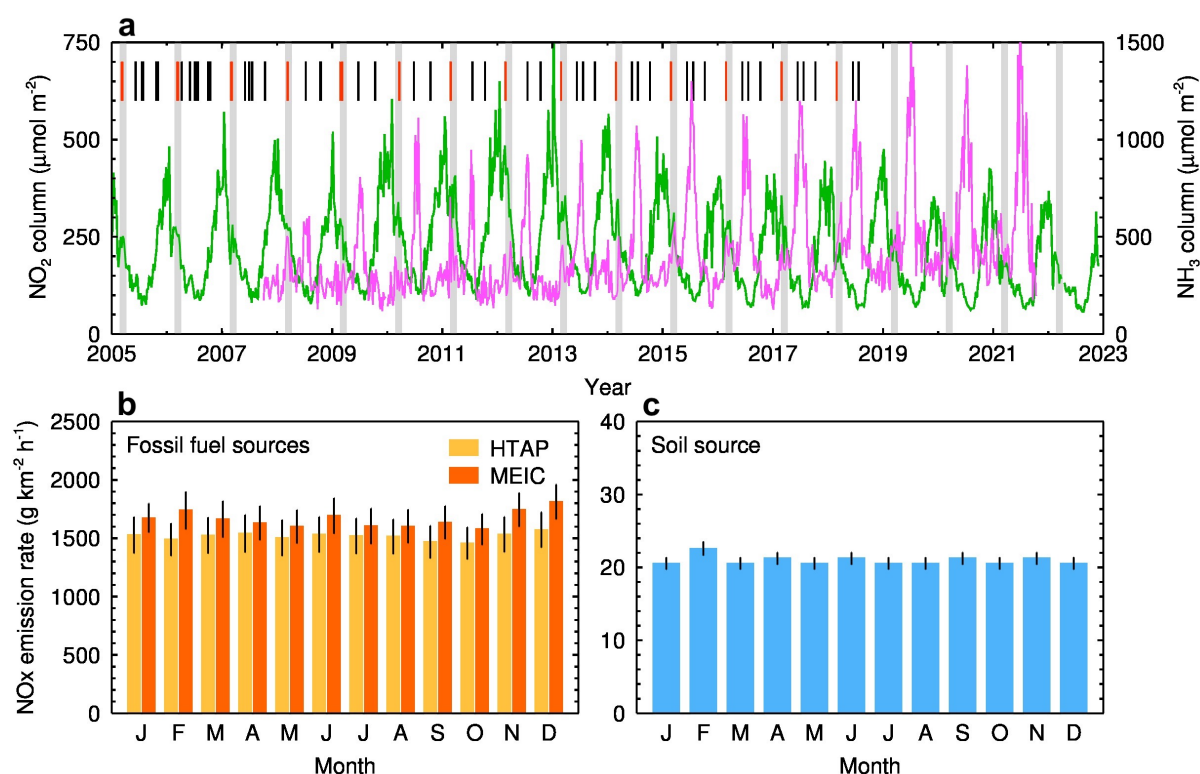 a
NO2 column (μmol m-2)
750
500
250
0
1500
1000
500
0
NH3 column (μmol m-2)
2005 2007 2009 2011 2013 2015 2017 2019 2021 2023
Year
b
NOx emission rate (g km-2 h-1)
2500
2000
1500
1000
500
0
Fossil fuel sources
HTAP
MEIC
J F M A M J J A S O N D
Month
c
40
30
20
10
0
Soil source
J F M A M J J A S O N D
Month